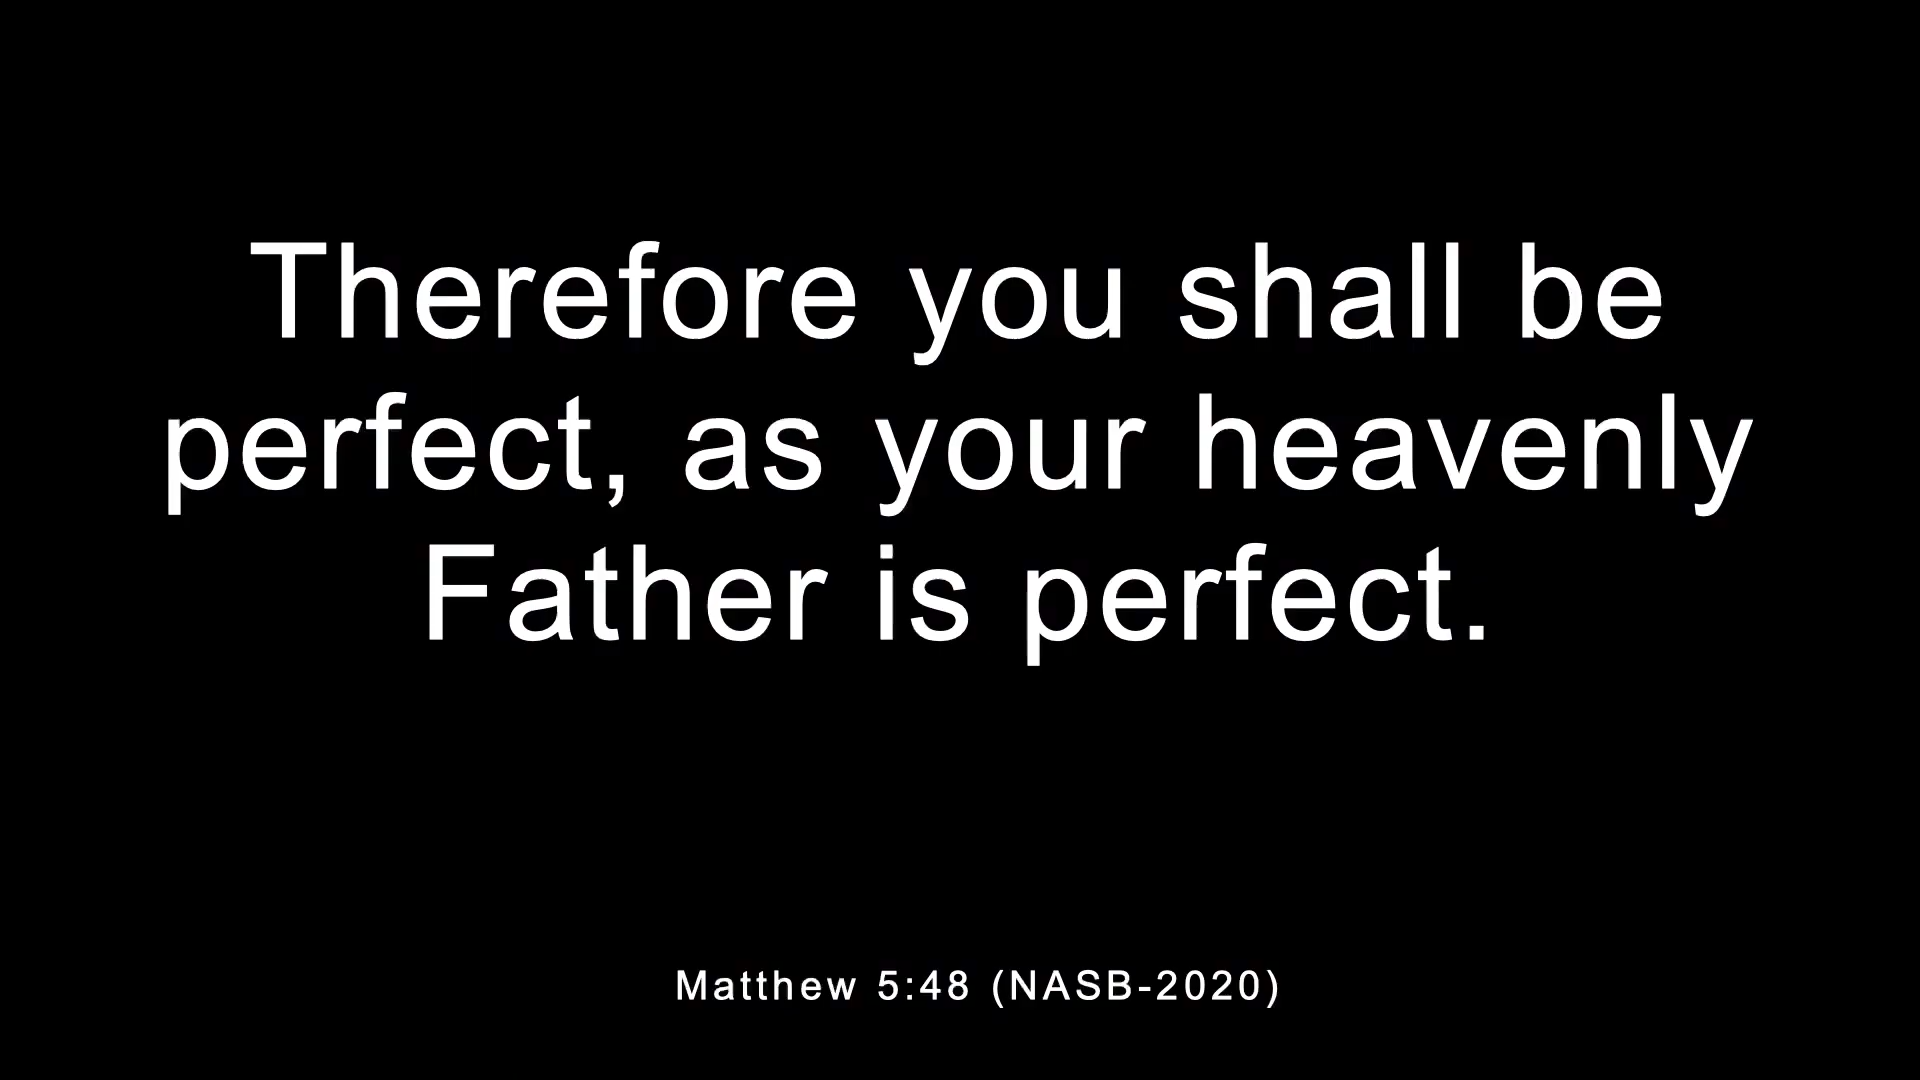 Therefore you shall be
perfect, as your heavenly
Father is perfect.
Matthew 5:48 (NASB-2020)